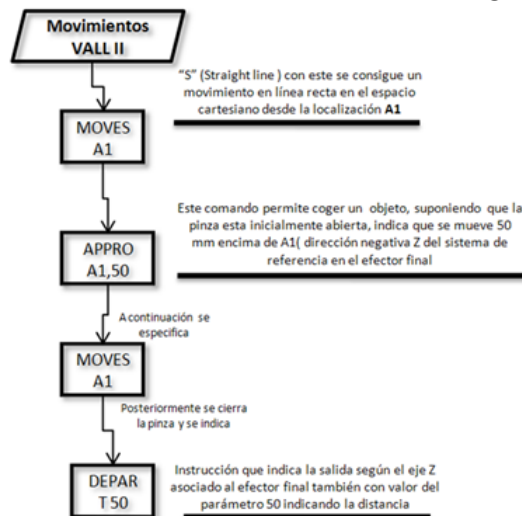 Movimientos
VALL II
"S" (Straight line ) con este se consigue un
movimiento en línea recta en el espacio
cartesiano desde la localización A1
MOVES
A1
Este comando permite coger un objeto, suponiendo que la
pinza esta inicialmente abierta, indica que se mueve 50
mm encima de A1( dirección negativa Z del sistema de
referencia en el efector final
APPRO
A1,50
A continuación se
especifica
MOVES
A1
Posteriormente se cierra
la pinza y se indica
DEPAR
T 50
Instrucción que indica la salida según el eje Z
asociado al efector final también con valor del
parámetro 50 indicando la distancia